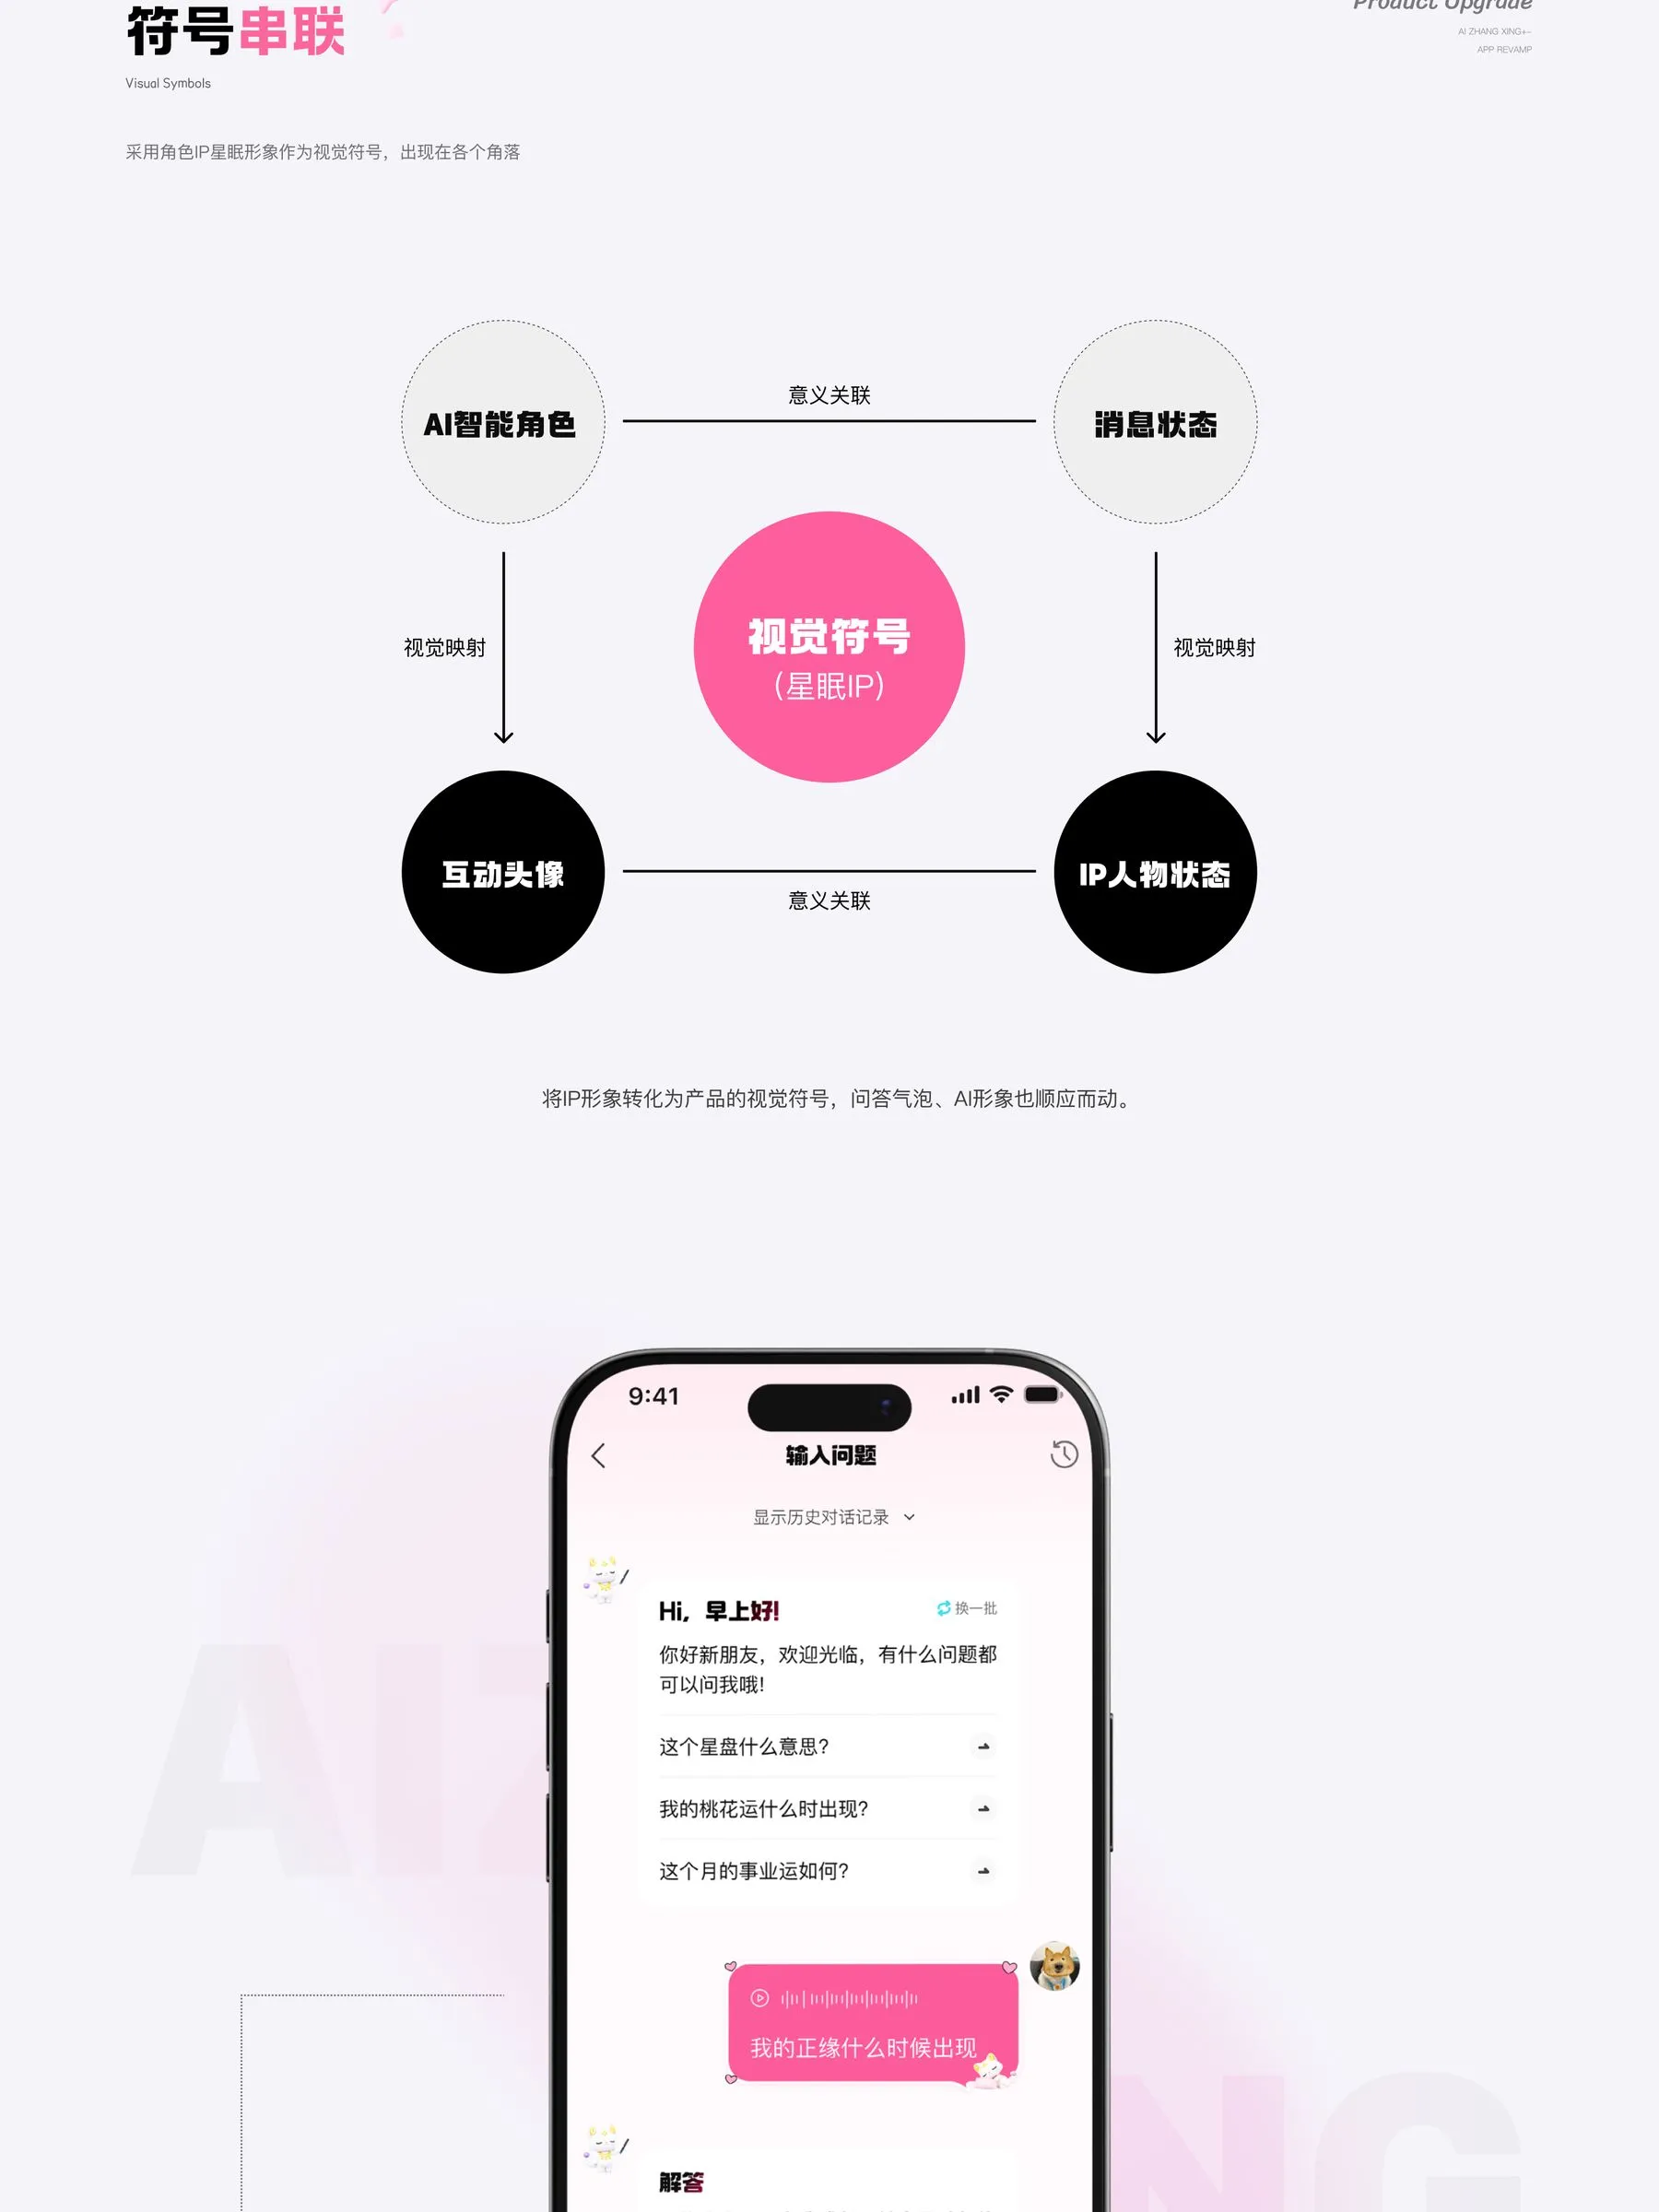 符号串联
Product Upgrade
AI ZHANG XING+-
APP REVAMP
Visual Symbols
采用角色IP星眠形象作为视觉符号，出现在各个角落
意义关联
AI智能角色
消息状态
视觉符号
（星眠IP）
视觉映射
视觉映射
互动头像
IP人物状态
意义关联
将IP形象转化为产品的视觉符号，问答气泡、AI形象也顺应而动。
9:41
输入问题
显示历史对话记录
Hi，早上好!
换一批
你好新朋友，欢迎光临，有什么问题都
可以问我哦!
这个星盘什么意思?
我的桃花运什么时出现?
这个月的事业运如何?
我的正缘什么时候出现
解答